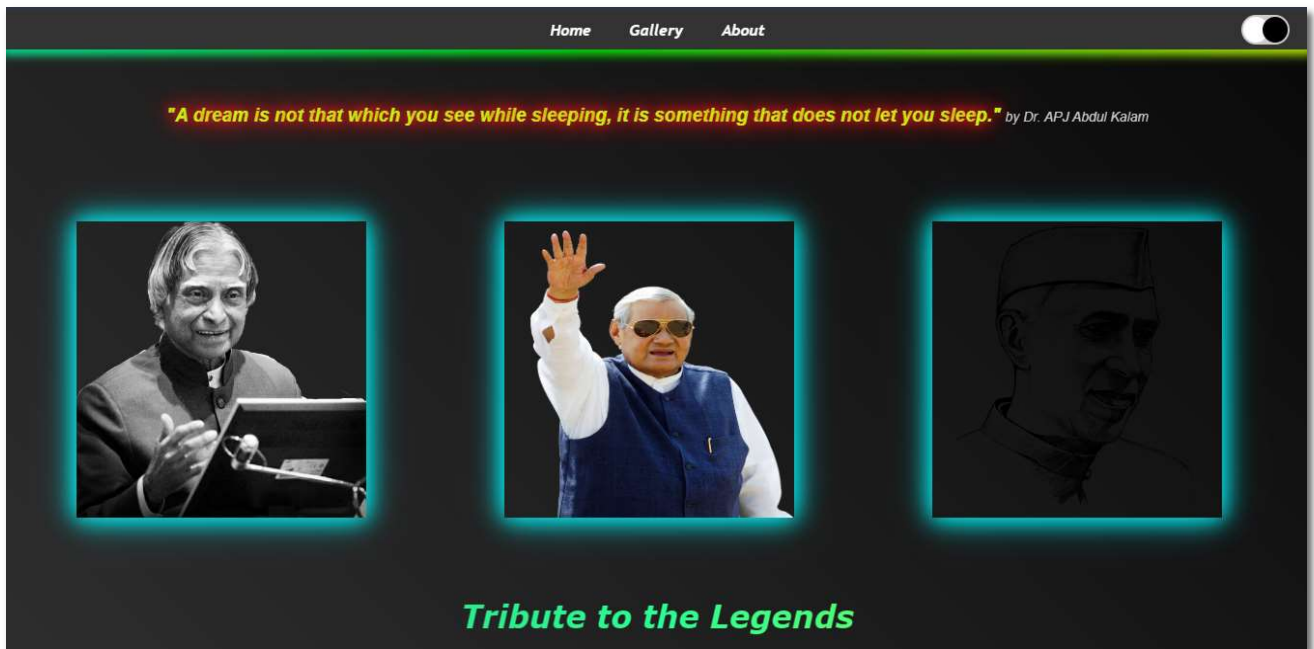 Home Gallery About
"A dream is not that which you see while sleeping, it is something that does not let you sleep." by Dr. APJ Abdul Kalam
Tribute to the Legends